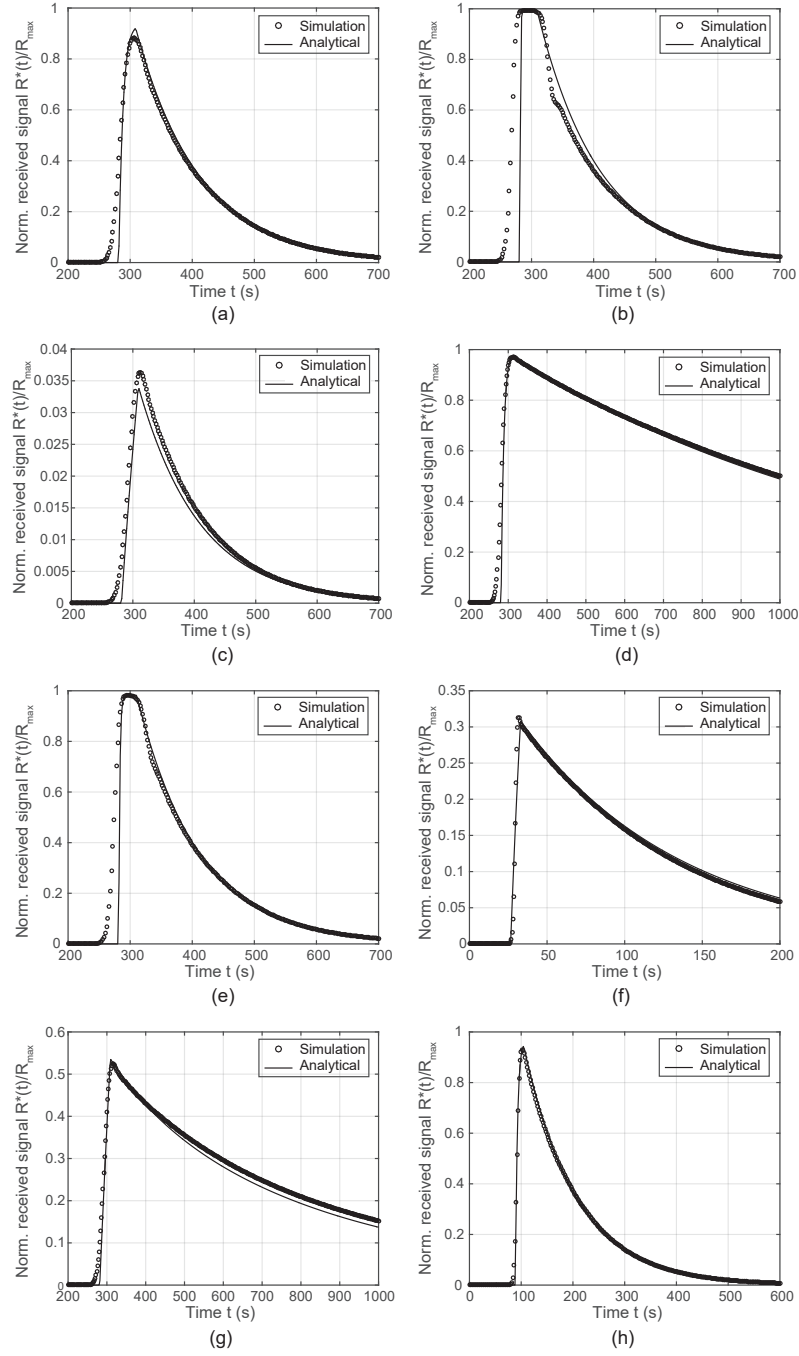 Norm. received signal R*(t)/Rmax
1
0.8
0.6
0.4
0.2
0
200 300 400 500 600 700
Time t (s)
Simulation
Analytical
(a)
Norm. received signal R*(t)/Rmax
1
0.8
0.6
0.4
0.2
0
200 300 400 500 600 700
Time t (s)
Simulation
Analytical
(b)
Norm. received signal R*(t)/Rmax
0.04
0.035
0.03
0.025
0.02
0.015
0.01
0.005
0
200 300 400 500 600 700
Time t (s)
Simulation
Analytical
(c)
Norm. received signal R*(t)/Rmax
1
0.8
0.6
0.4
0.2
0
200 300 400 500 600 700 800 900 1000
Time t (s)
Simulation
Analytical
(d)
Norm. received signal R*(t)/Rmax
1
0.8
0.6
0.4
0.2
0
200 300 400 500 600 700
Time t (s)
Simulation
Analytical
(e)
Norm. received signal R*(t)/Rmax
0.35
0.3
0.25
0.2
0.15
0.1
0.05
0
0 50 100 150 200
Time t (s)
Simulation
Analytical
(f)
Norm. received signal R*(t)/Rmax
0.6
0.5
0.4
0.3
0.2
0.1
0
200 300 400 500 600 700 800 900 1000
Time t (s)
Simulation
Analytical
(g)
Norm. received signal R*(t)/Rmax
1
0.8
0.6
0.4
0.2
0
0 100 200 300 400 500 600
Time t (s)
Simulation
Analytical
(h)